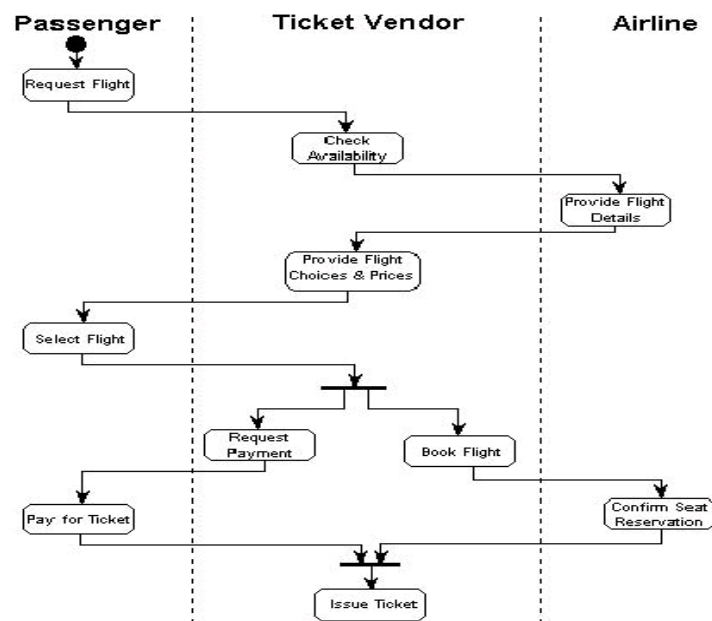 Passenger
Ticket Vendor
Airline
Request Flight
Check
Availability
Provide Flight
Details
Provide Flight
Choices & Prices
Select Flight
Request
Payment
Book Flight
Pay for Ticket
Confirm Seat
Reservation
Issue Ticket